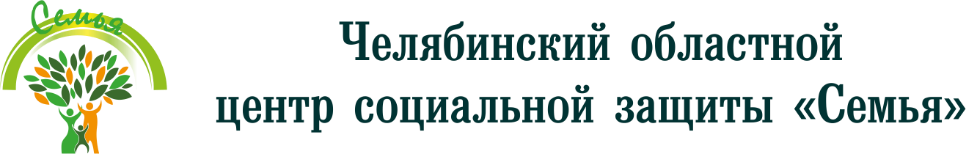 Семья
Челябинский областной
центр социальной защиты «Семья»